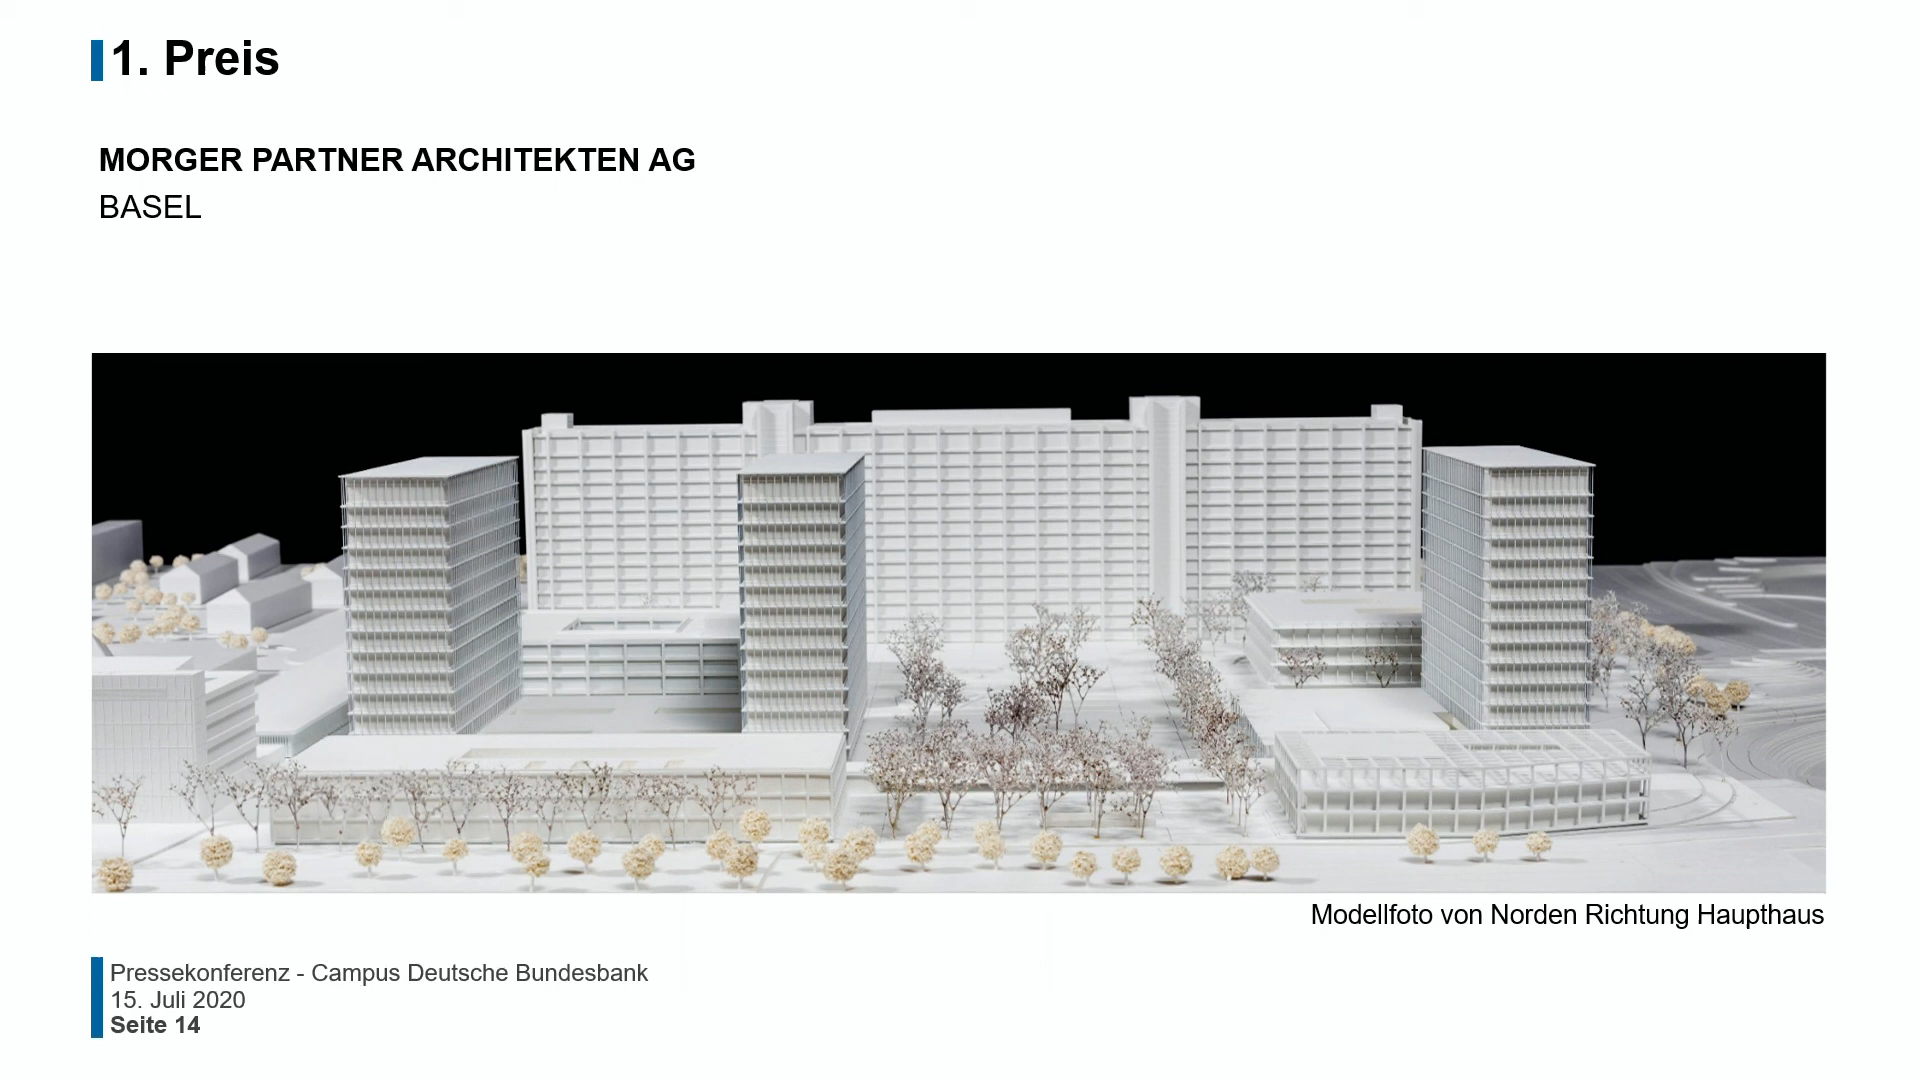 1. Preis
MORGER PARTNER ARCHITEKTEN AG
BASEL
Modellfoto von Norden Richtung Haupthaus
Pressekonferenz - Campus Deutsche Bundesbank
15. Juli 2020
Seite 14